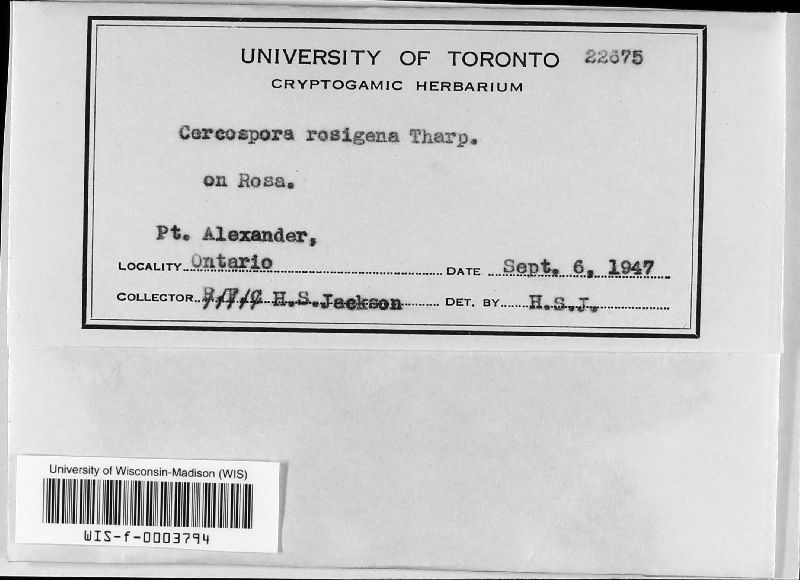 UNIVERSITY OF TORONTO 22675
CRYPTOGAMIC HERBARIUM
Cercospora rosigena Tharp.
on Rosa.
Pt. Alexander,
LOCALITY Ontario DATE Sept. 6, 1947
COLLECTOR H.S.Jackson DET. BY H.S.J.
University of Wisconsin-Madison (WIS)
WIS-f-0003794